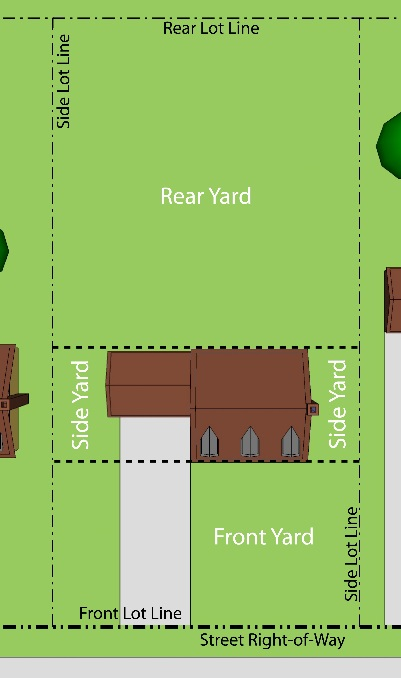 Rear Lot Line
Side Lot Line
Rear Yard
Side Yard
Side Yard
Front Yard
Side Lot Line
Front Lot Line
Street Right-of-Way